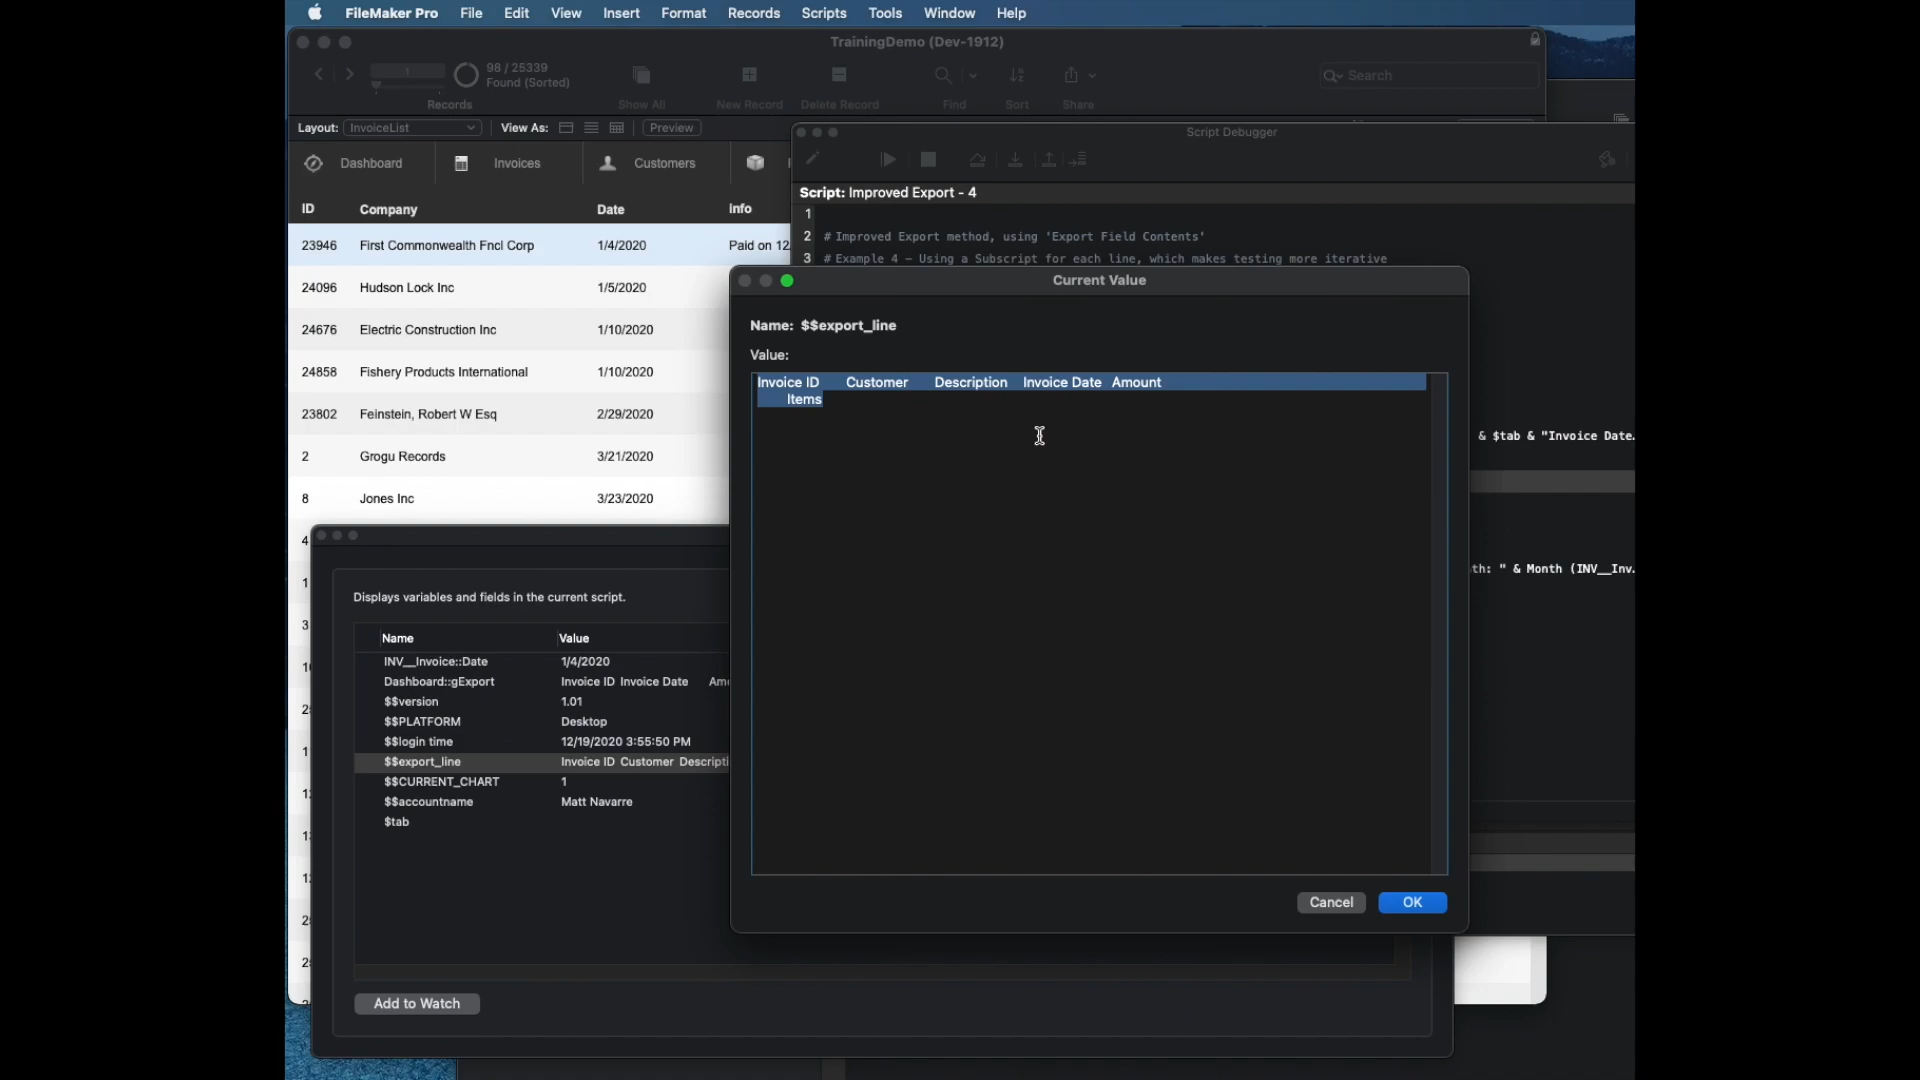 FileMaker Pro File Edit View Insert Format Records Scripts Tools Window Help
TrainingDemo (Dev-1912)
1
98 / 25339
Found (Sorted)
Search
Records Show All New Record Delete Record Find Sort Share
Layout: InvoiceList View As: Preview
Dashboard Invoices Customers
ID Company Date info
23946 First Commonwealth Fncl Corp 1/4/2020 Paid on 12
24096 Hudson Lock Inc 1/5/2020
24676 Electric Construction Inc 1/10/2020
24858 Fishery Products International 1/10/2020
23802 Feinstein, Robert W Esq 2/29/2020
2 Grogu Records 3/21/2020
8 Jones Inc 3/23/2020
Script Debugger
Script: Improved Export - 4
1
2 # Improved Export method, using 'Export Field Contents'
3 # Example 4 – Using a Subscript for each line, which makes testing more iterative
& $tab & "Invoice Date.
th: " & Month (INV__Inv.
Current Value
Name: $$export_line
Value:
Invoice ID Customer Description Invoice Date Amount
Items
Cancel OK
Displays variables and fields in the current script.
Name Value
INV__Invoice::Date 1/4/2020
Dashboard::gExport Invoice ID Invoice Date Amo
$$version 1.01
$$PLATFORM Desktop
$$login time 12/19/2020 3:55:50 PM
$$export_line Invoice ID Customer Descripti
$$CURRENT_CHART 1
$$accountname Matt Navarre
$tab
Add to Watch